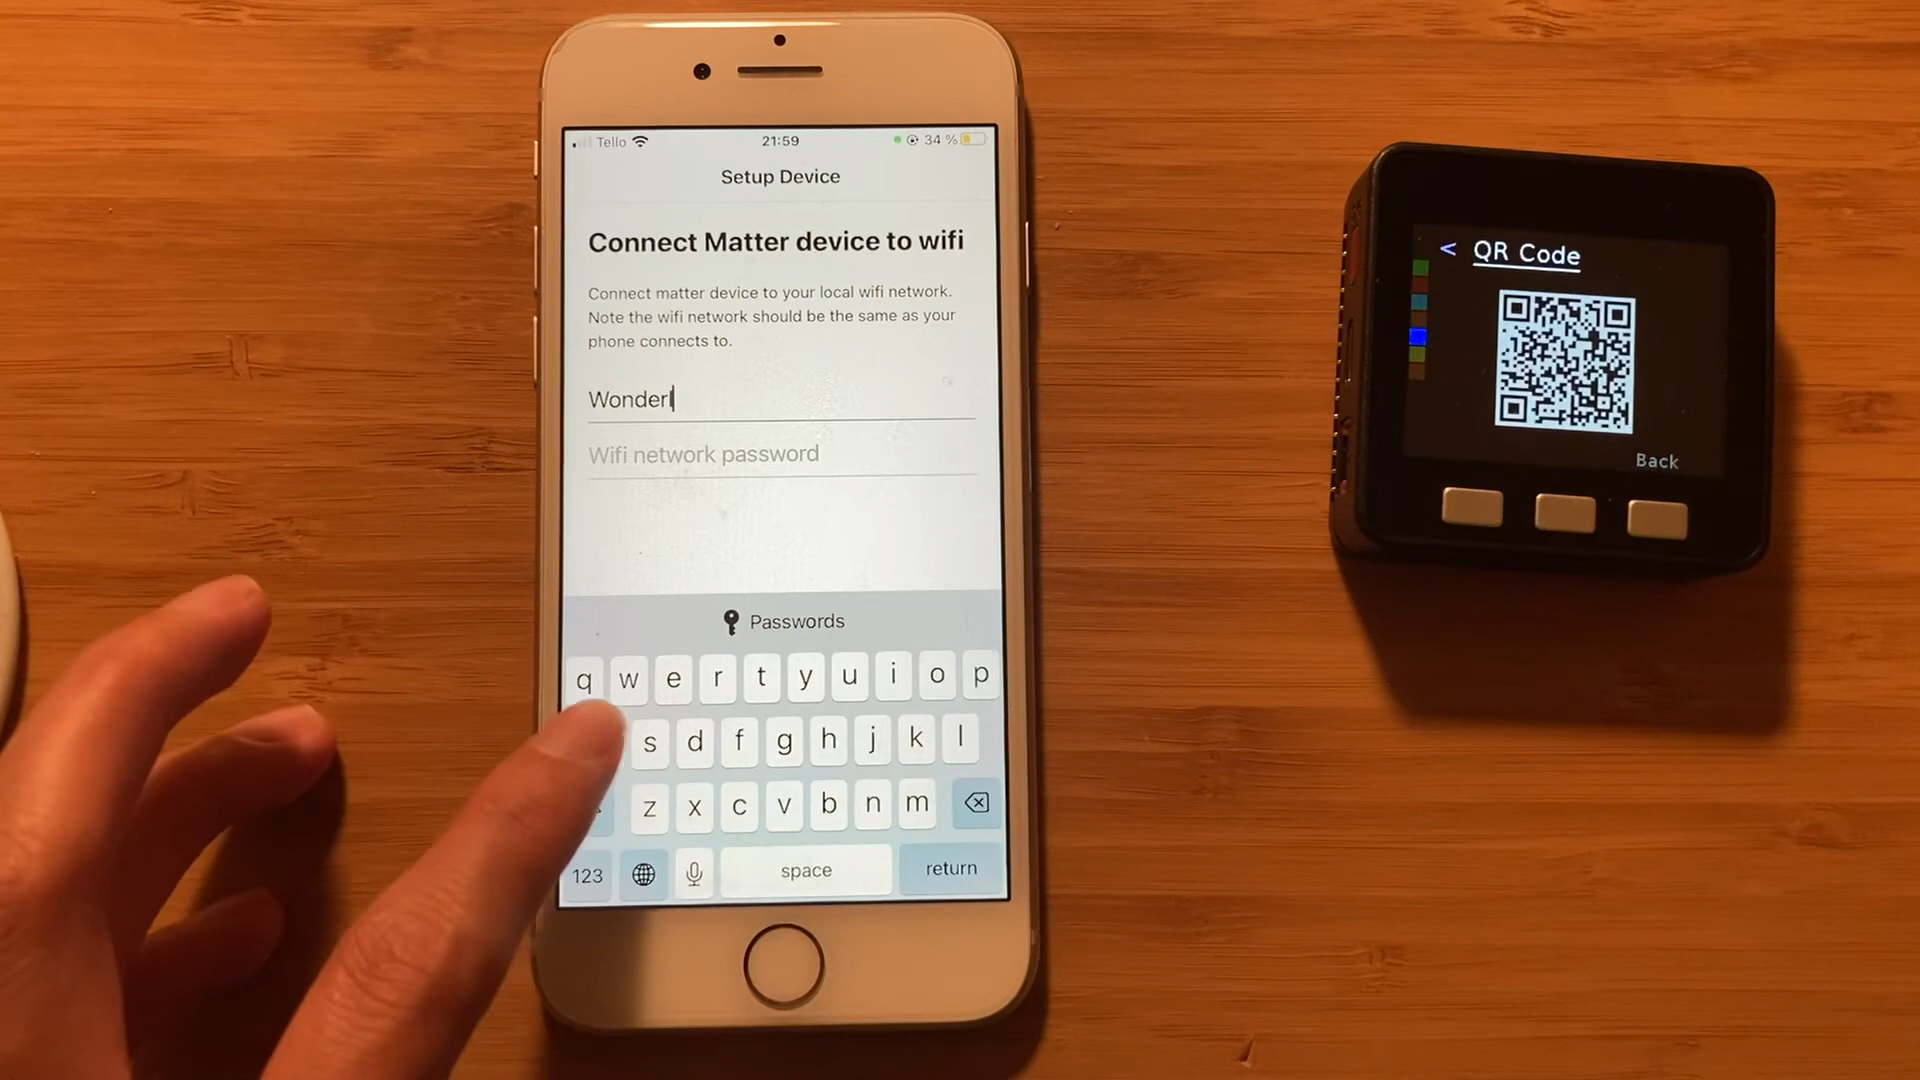 Tello 21:59 34 %
Setup Device
Connect Matter device to wifi
Connect matter device to your local wifi network.
Note the wifi network should be the same as your
phone connects to.
Wonderl
Wifi network password
Passwords
q w e r t y u i o p
s d f g h j k l
z x c v b n m
123 space return
< QR Code
Back